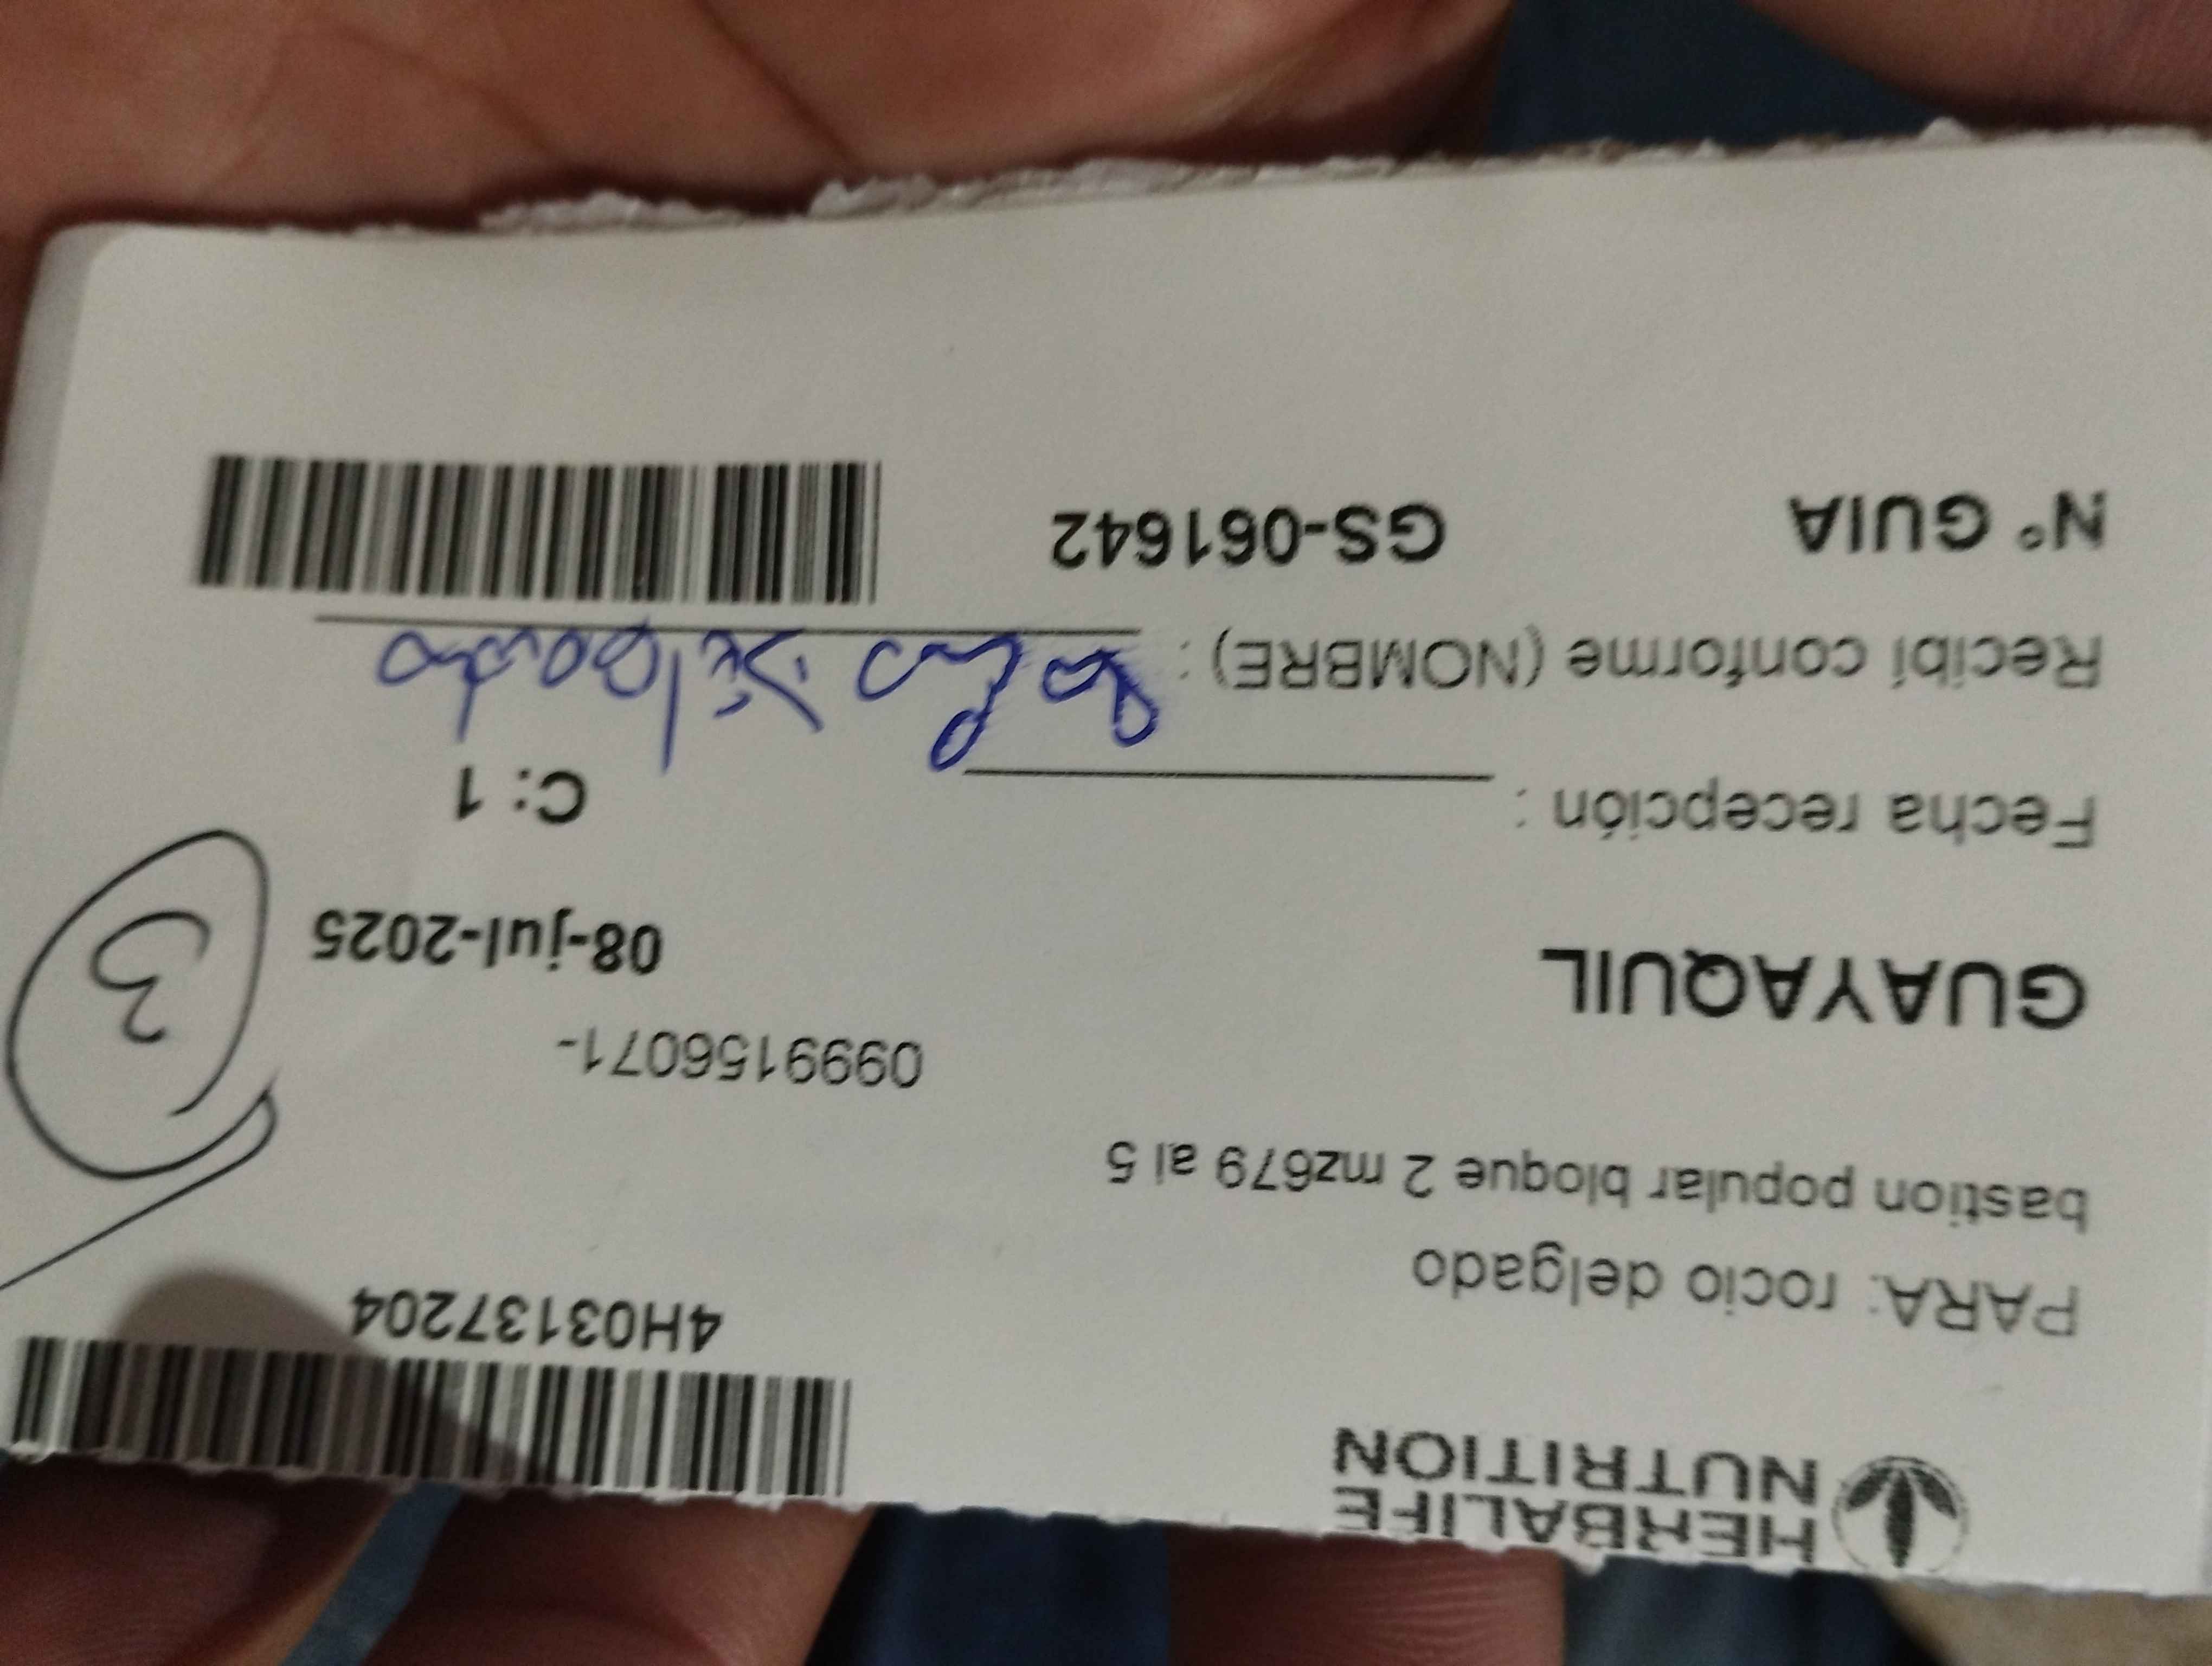 HERBALIFE
NUTRITION
4H03137204
PARA: rocio delgado
bastion popular bloque 2 mz679 al 5
0999156071-
GUAYAQUIL
08-jul-2025
3
Fecha recepción :
C: 1
Recibí conforme (NOMBRE) : Delgado
N° GUIA
GS-061642